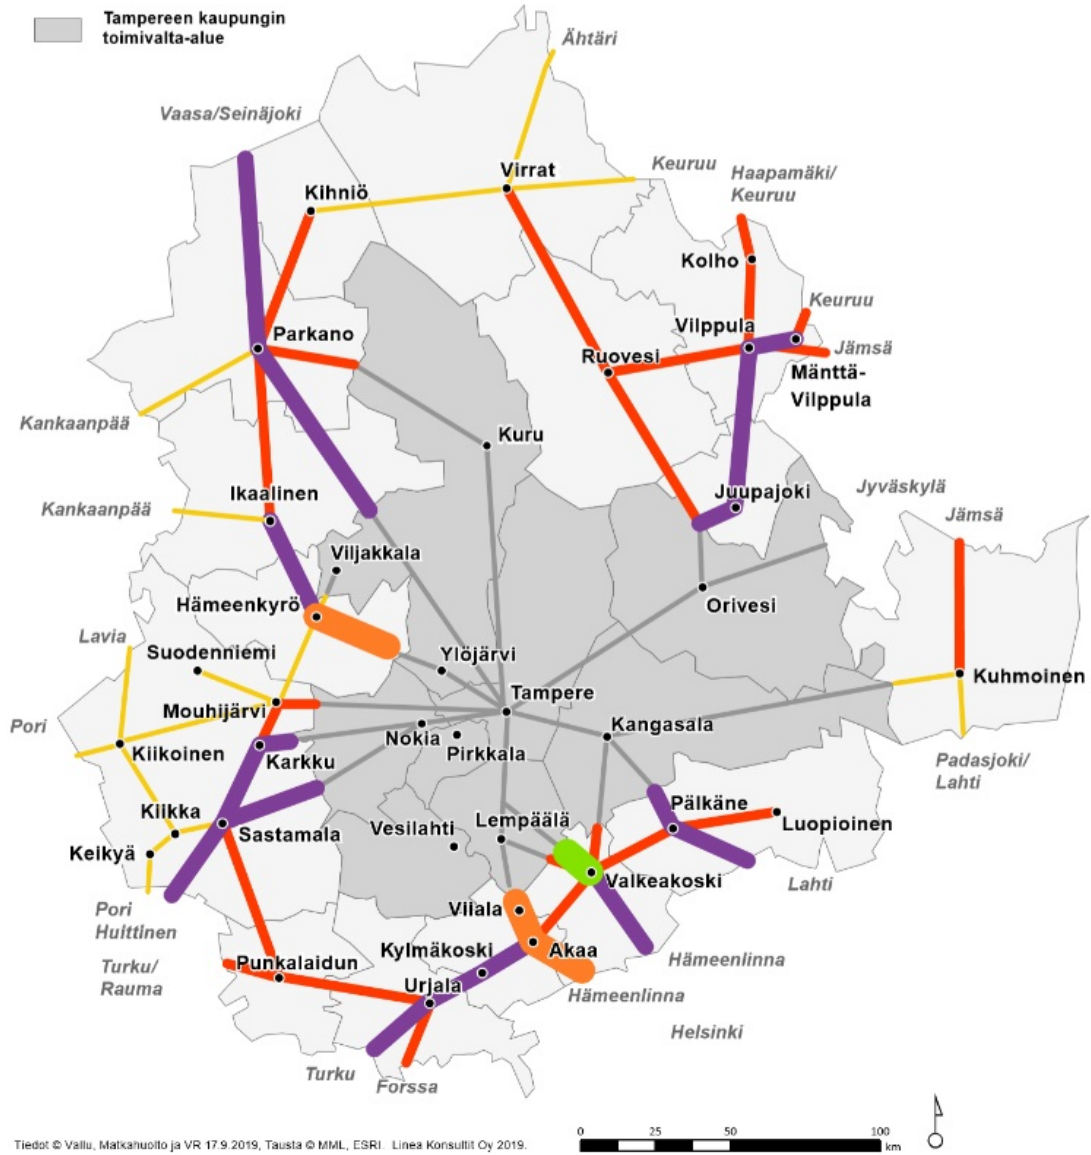 Tampereen kaupungin
toimivalta-alue
Ähtäri
Vaasa/Seinäjoki
Virrat
Keuruu
Haapamäki/
Keuruu
Kihniö
Kolho
Keuruu
Parkano
Vilppula
Jämsä
Ruovesi
Mänttä-
Vilppula
Kankaanpää
Kuru
Ikaalinen
Juupajoki
Jyväskylä
Kankaanpää
Jämsä
Viljakkala
Hämeenkyrö
Orivesi
Lavia
Suodenniemi
Ylöjärvi
Kuhmoinen
Mouhijärvi
Tampere
Pori
Kangasala
Kiikoinen
Nokia
Karkku
Pirkkala
Padasjoki/
Lahti
Pälkäne
Kiikka
Sastamala
Vesilahti
Lempäälä
Luopioinen
Keikyä
Valkeakoski
Lahti
Pori
Huittinen
Viiala
Kylmäkoski
Akaa
Hämeenlinna
Turku/
Rauma
Punkalaidun
Urjala
Hämeenlinna
Helsinki
Turku
Forssa
Tiedot © Vallu, Matkahuolto ja VR 17.9.2019, Tausta © MML, ESRI. Linea Konsultit Oy 2019.
0 25 50 100
km